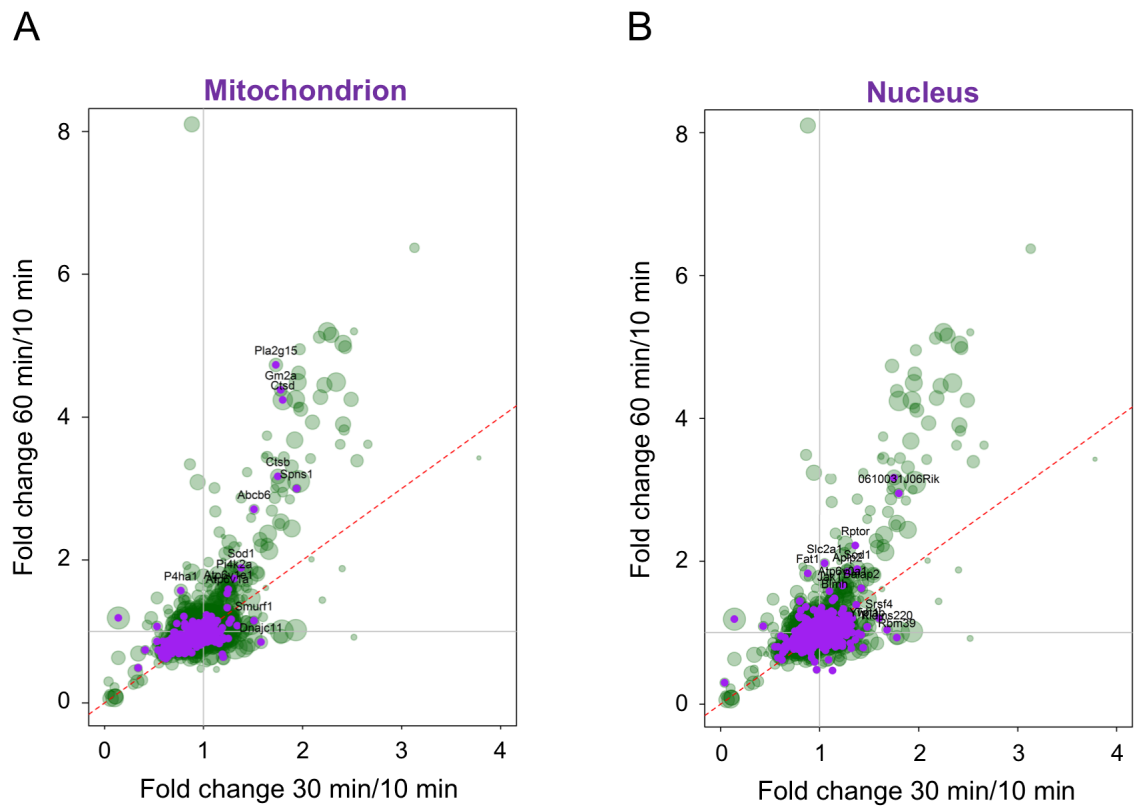 A
B
Mitochondrion
Nucleus
Fold change 60 min/10 min
8
6
4
2
0
Pla2g15
Gm2a
Ctsd
Ctsb
Spns1
Abcb6
Sod1
Pi4k2a
P4ha1
Smurf1
Dnajc11
0
1
2
3
4
Fold change 30 min/10 min
Fold change 60 min/10 min
8
6
4
2
0
0610031J06Rik
Rptor
Slc2a1
Sod1
Fat1
Srsf4
Rbm39
0
1
2
3
4
Fold change 30 min/10 min